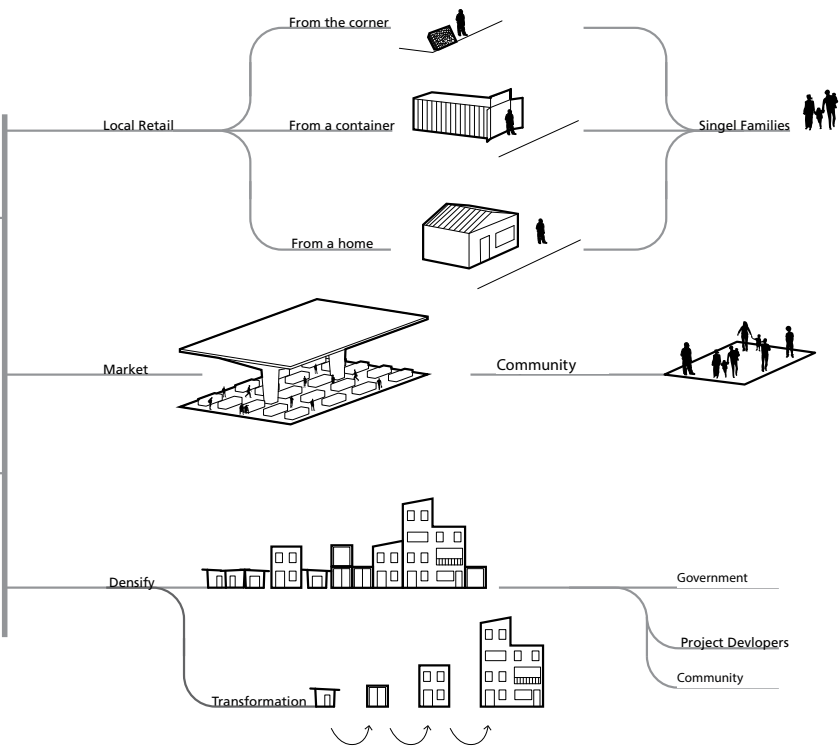 From the corner
Local Retail
From a container
Singel Families
From a home
Market
Community
Densify
Government
Project Devlopers
Community
Transformation